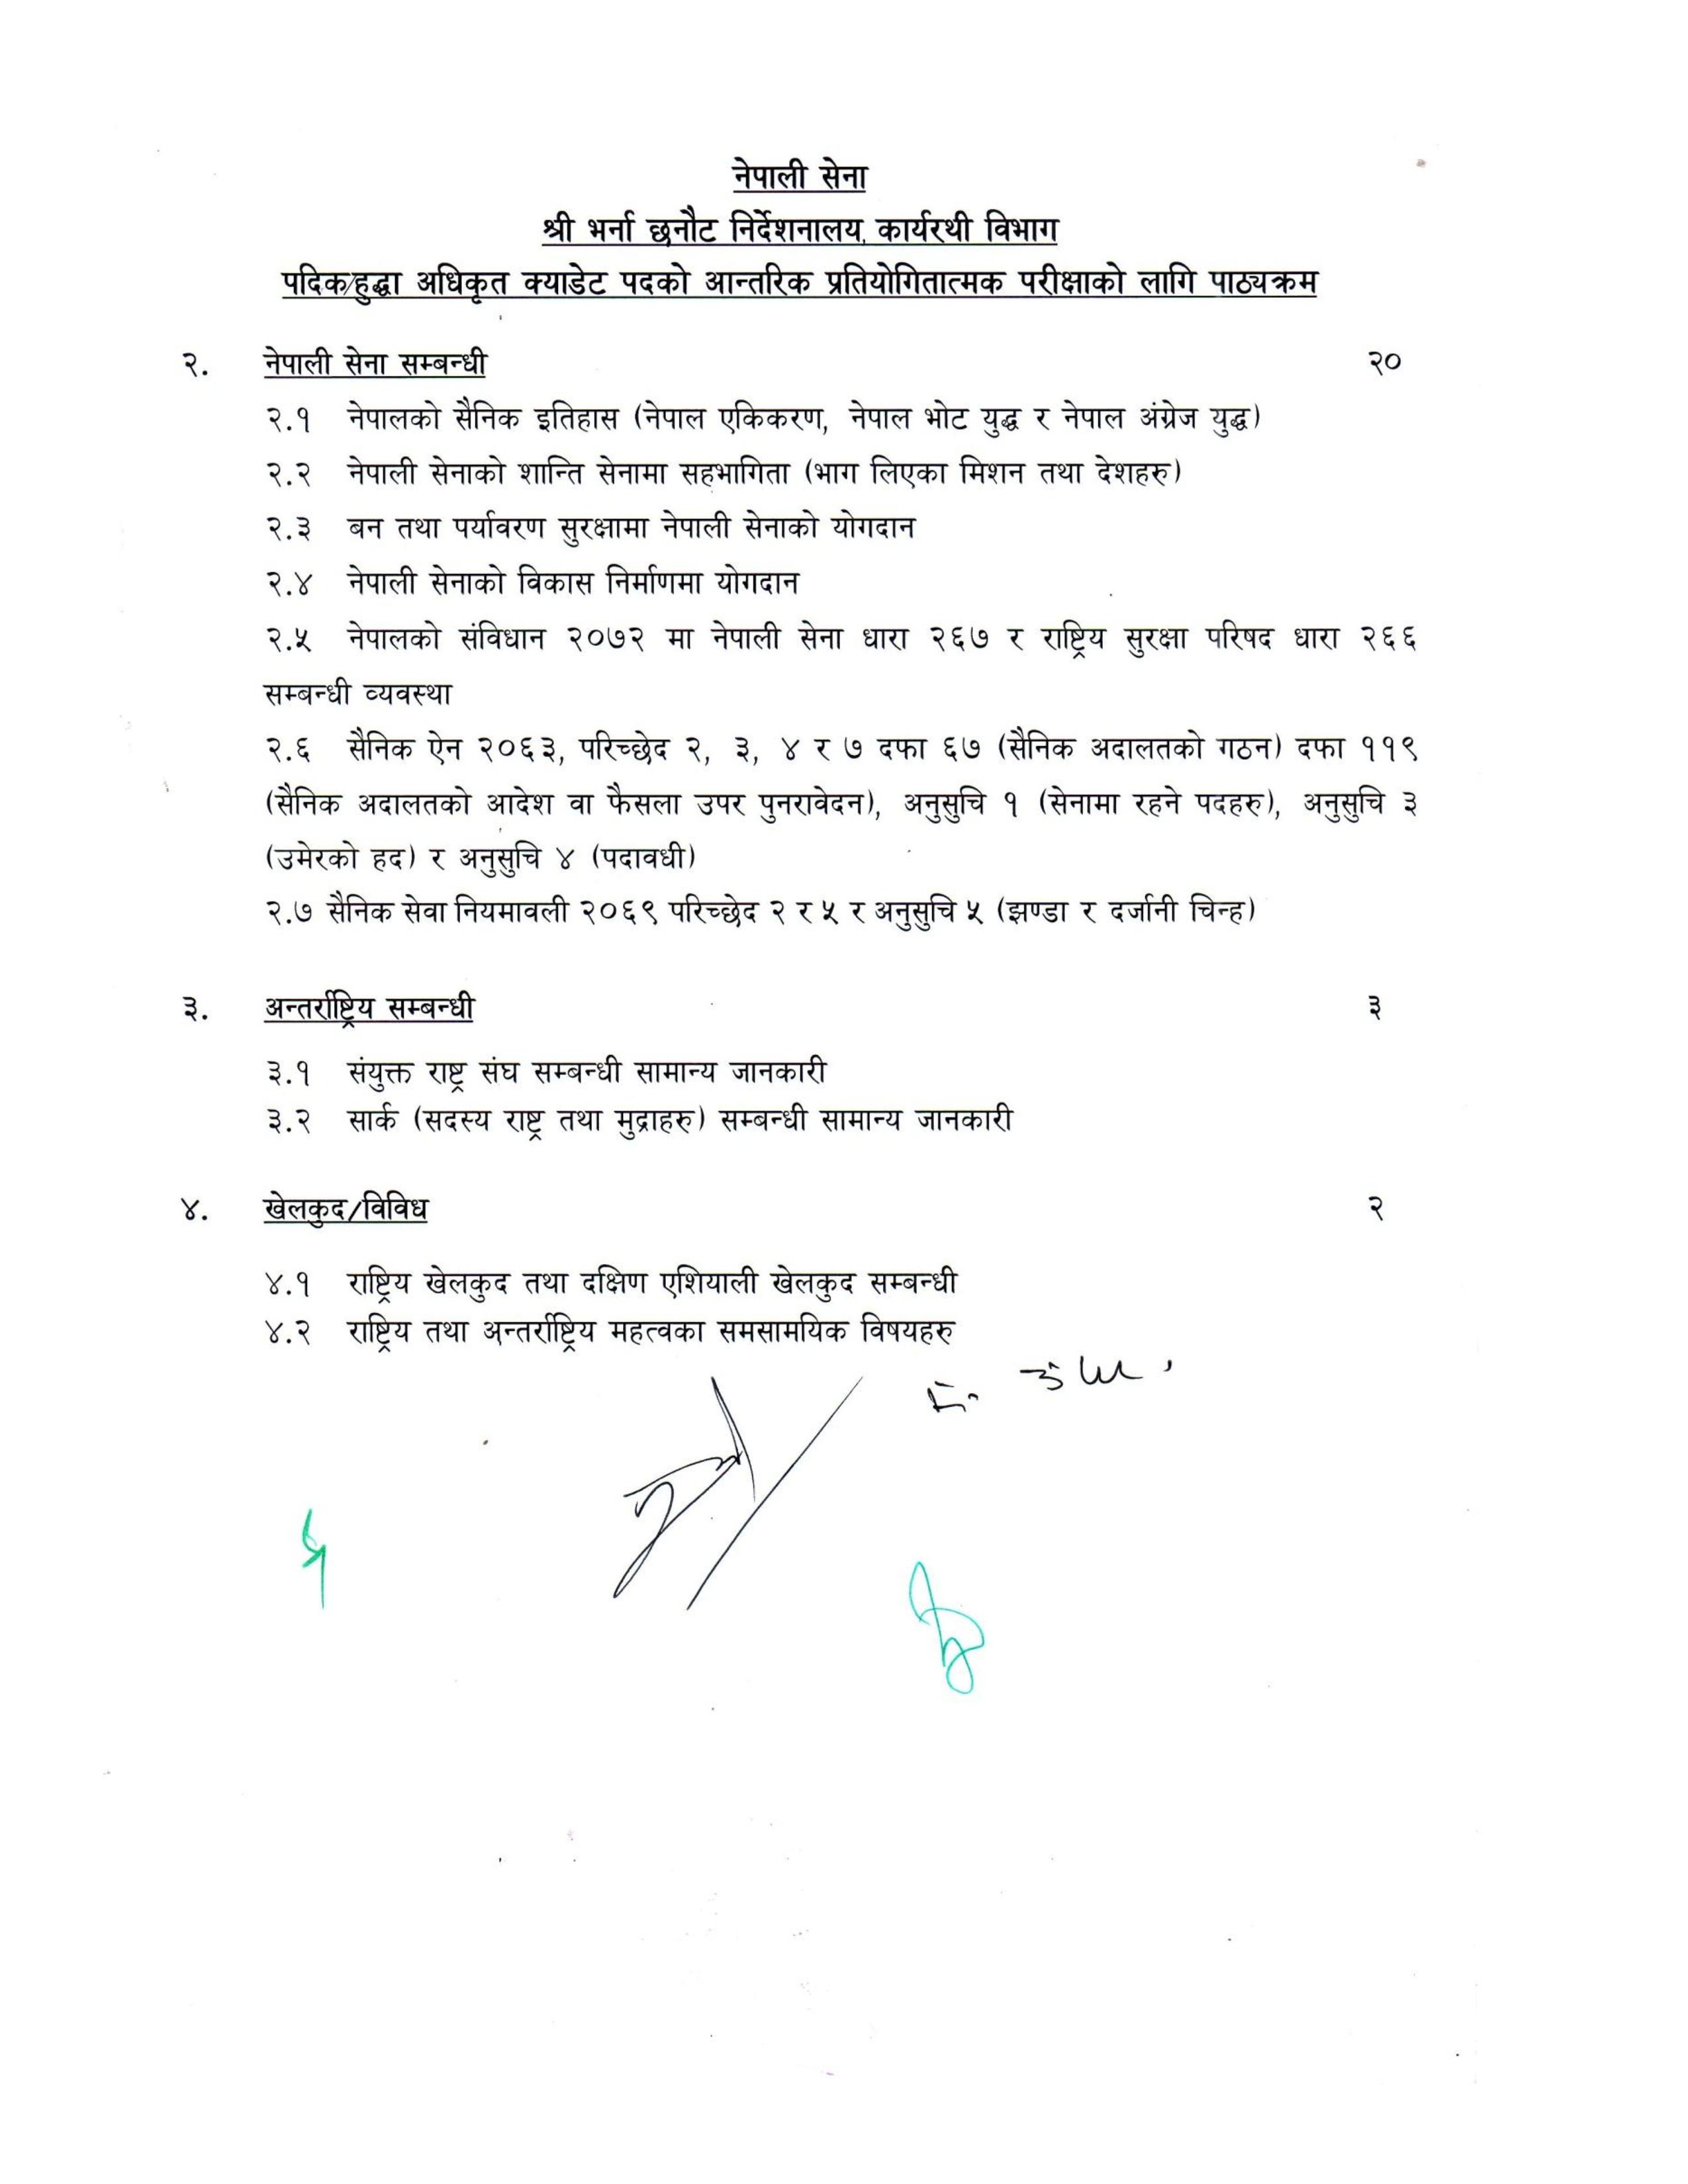 नेपाली सेना
श्री भर्ना छनौट निर्देशनालय, कार्यरथी विभाग
पदिक/हुद्धा अधिकृत क्याडेट पदको आन्तरिक प्रतियोगितात्मक परीक्षाको लागि पाठ्यक्रम
२. नेपाली सेना सम्बन्धी २०
२.१ नेपालको सैनिक इतिहास (नेपाल एकिकरण, नेपाल भोट युद्ध र नेपाल अंग्रेज युद्ध)
२.२ नेपाली सेनाको शान्ति सेनामा सहभागिता (भाग लिएका मिशन तथा देशहरु)
२.३ बन तथा पर्यावरण सुरक्षामा नेपाली सेनाको योगदान
२.४ नेपाली सेनाको विकास निर्माणमा योगदान
२.५ नेपालको संविधान २०७२ मा नेपाली सेना धारा २६७ र राष्ट्रिय सुरक्षा परिषद धारा २६६
सम्बन्धी व्यवस्था
२.६ सैनिक ऐन २०६३, परिच्छेद २, ३, ४ र ७ दफा ६७ (सैनिक अदालतको गठन) दफा ११९
(सैनिक अदालतको आदेश वा फैसला उपर पुनरावेदन), अनुसुचि १ (सेनामा रहने पदहरु), अनुसुचि ३
(उमेरको हद) र अनुसुचि ४ (पदावधी)
२.७ सैनिक सेवा नियमावली २०६९ परिच्छेद २ र ५ र अनुसुचि ५ (झण्डा र दर्जानी चिन्ह)
३. अन्तर्राष्ट्रिय सम्बन्धी ३
३.१ संयुक्त राष्ट्र संघ सम्बन्धी सामान्य जानकारी
३.२ सार्क (सदस्य राष्ट्र तथा मुद्राहरु) सम्बन्धी सामान्य जानकारी
४. खेलकुद/विविध २
४.१ राष्ट्रिय खेलकुद तथा दक्षिण एशियाली खेलकुद सम्बन्धी
४.२ राष्ट्रिय तथा अन्तर्राष्ट्रिय महत्वका समसामयिक विषयहरु